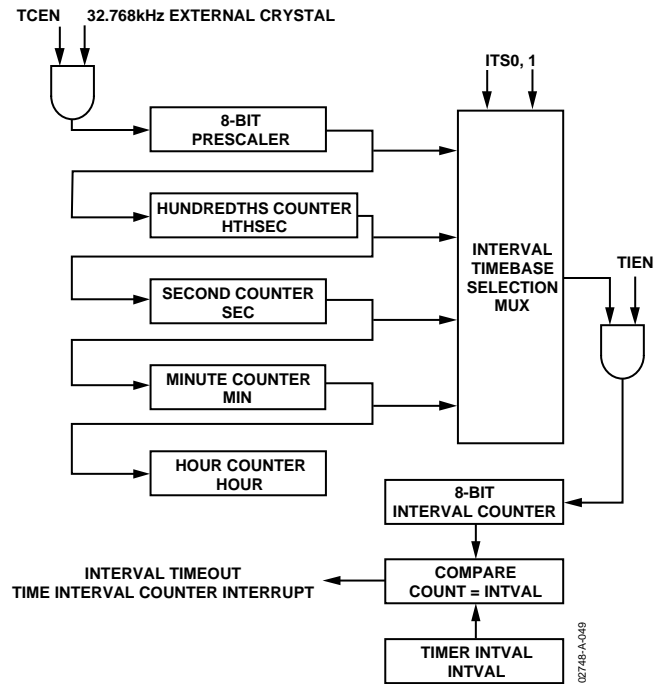 TCEN 32.768kHz EXTERNAL CRYSTAL
ITS0, 1
8-BIT
PRESCALER
HUNDREDTHS COUNTER
HTHSEC
INTERVAL
TIMEBASE
SELECTION
MUX
TIEN
SECOND COUNTER
SEC
MINUTE COUNTER
MIN
HOUR COUNTER
HOUR
8-BIT
INTERVAL COUNTER
INTERVAL TIMEOUT
TIME INTERVAL COUNTER INTERRUPT
COMPARE
COUNT = INTVAL
TIMER INTVAL
INTVAL
02748-A-049